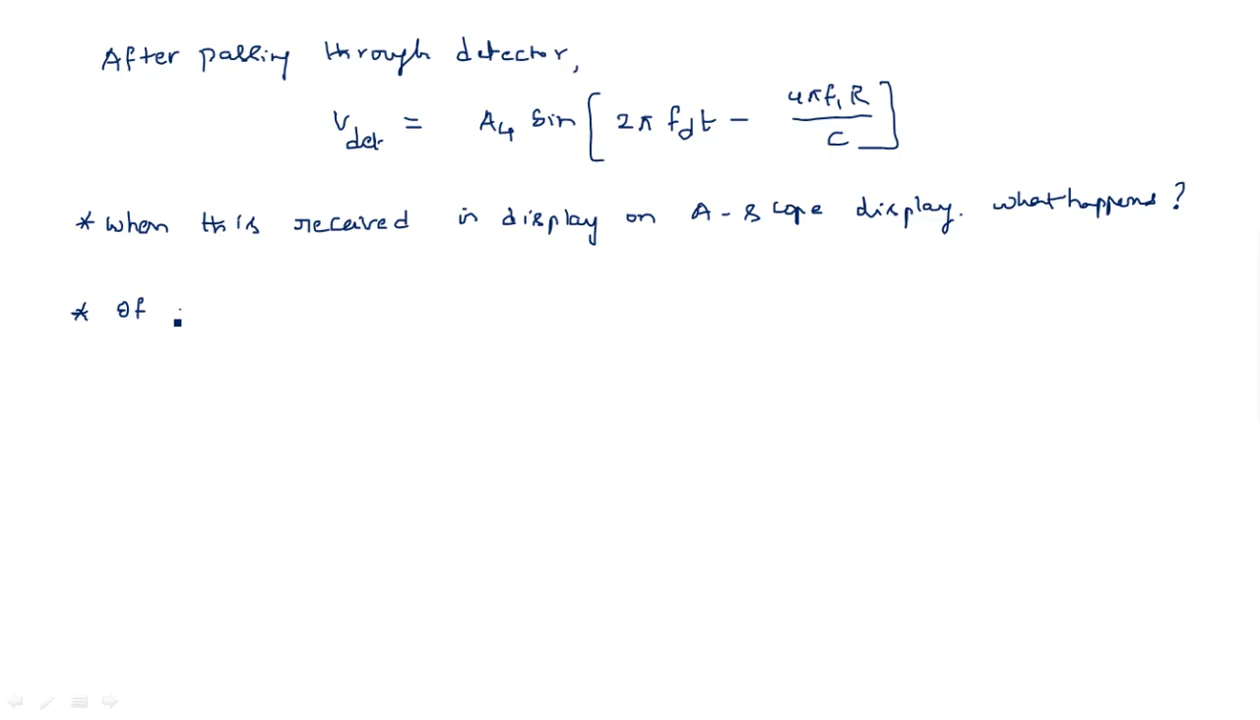 After passing through detector,
V_det = A_4 sin [ 2π f_d t − 4πf_1 R / C ]
* when this received in display on A-scope display. what happens?
* Of